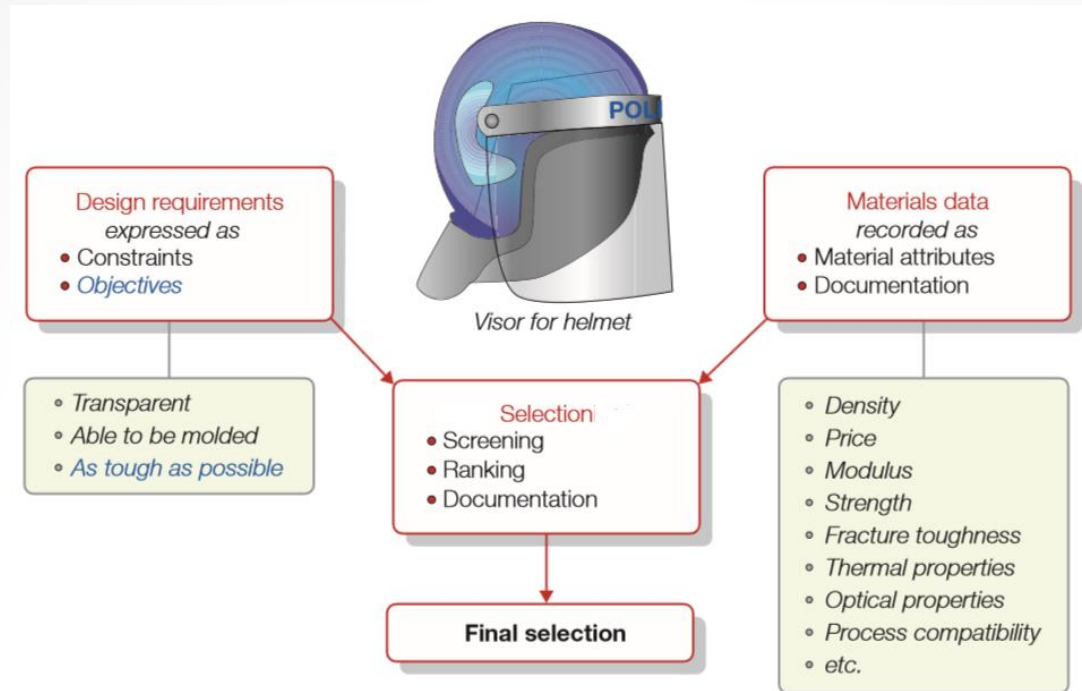 POLI
Visor for helmet
Design requirements
expressed as
• Constraints
• Objectives
Transparent
Able to be molded
As tough as possible
Materials data
recorded as
• Material attributes
• Documentation
Density
Price
Modulus
Strength
Fracture toughness
Thermal properties
Optical properties
Process compatibility
etc.
Selection
• Screening
• Ranking
• Documentation
Final selection